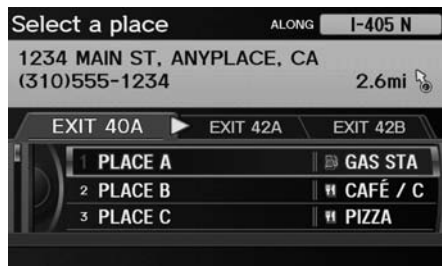 Select a place ALONG I-405 N
1234 MAIN ST, ANYPLACE, CA
(310)555-1234 2.6mi
EXIT 40A EXIT 42A EXIT 42B
1 PLACE A GAS STA
2 PLACE B CAFÉ / C
3 PLACE C PIZZA